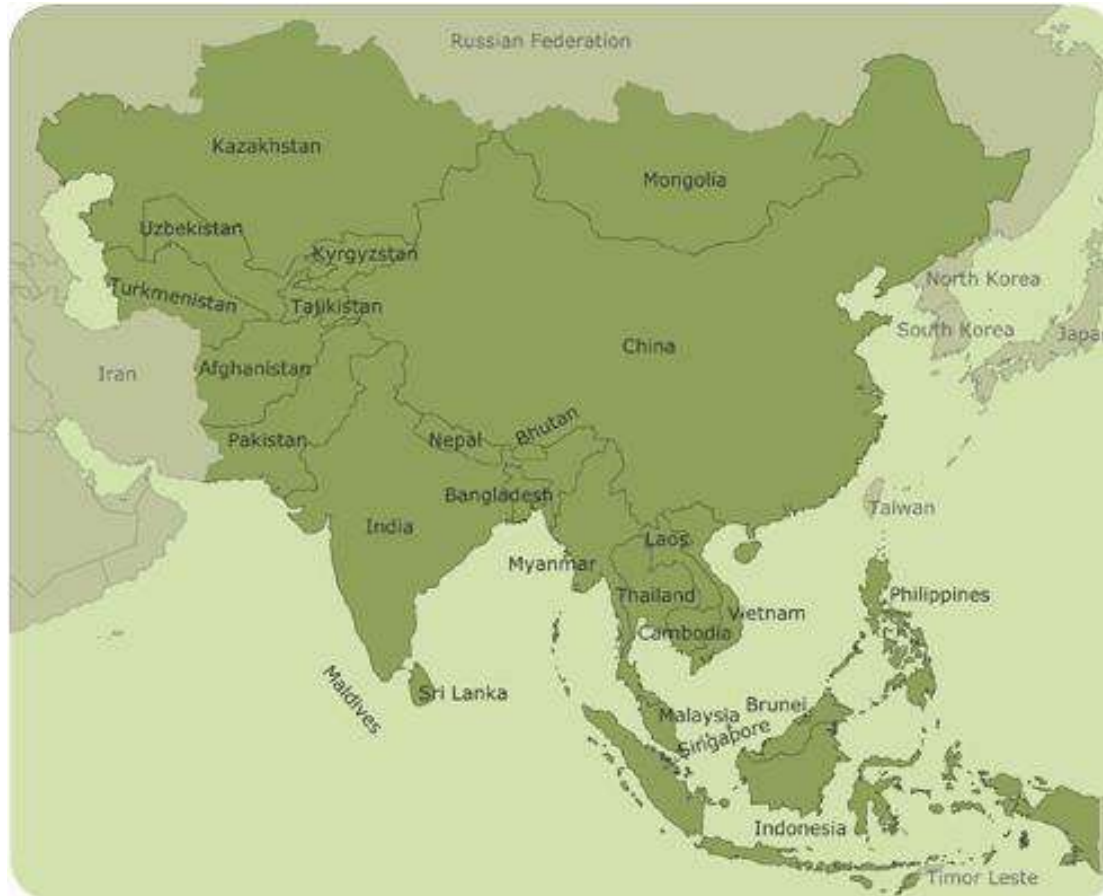 Russian Federation
Kazakhstan
Mongolia
Uzbekistan
Kyrgyzstan
North Korea
Turkmenistan
Tajikistan
South Korea
Japan
China
Iran
Afghanistan
Pakistan
Nepal
Bhutan
Bangladesh
India
Taiwan
Laos
Myanmar
Thailand
Philippines
Vietnam
Cambodia
Maldives
Sri Lanka
Malaysia
Brunei
Singapore
Indonesia
Timor Leste